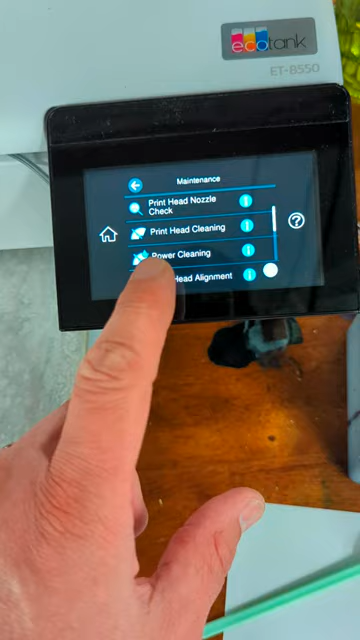 ecotank
ET-8550
Maintenance
Print Head Nozzle
Check
Print Head Cleaning
Power Cleaning
Head Alignment